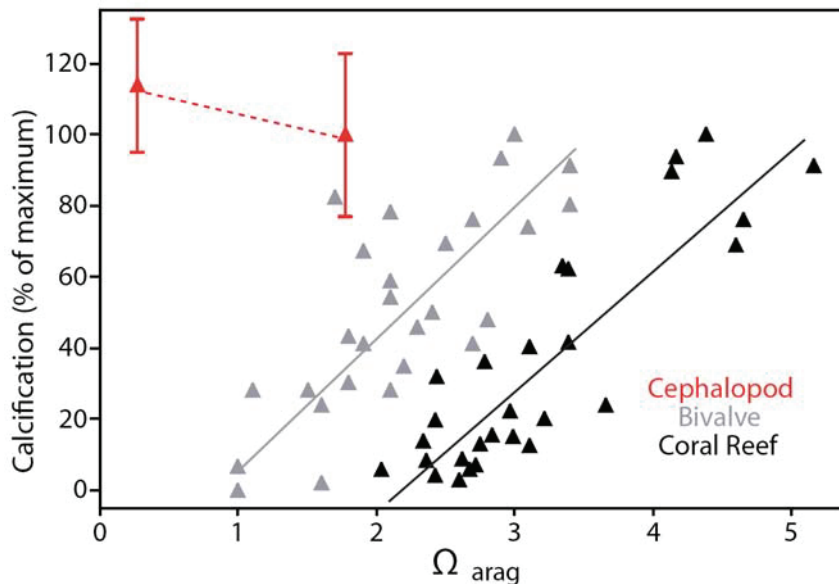 Calcification (% of maximum)
120
100
80
60
40
20
0
Cephalopod
Bivalve
Coral Reef
0 1 2 3 4 5
Ω arag